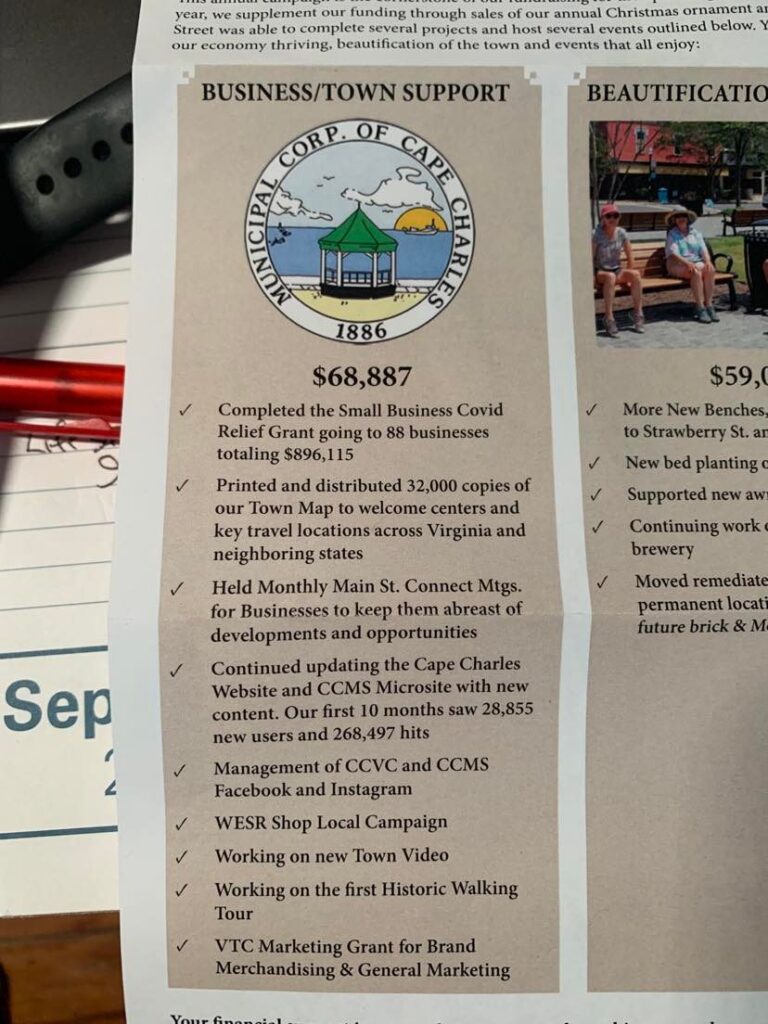 year, we supplement our funding through sales of our annual Christmas ornament
Street was able to complete several projects and host several events outlined below.
our economy thriving, beautification of the town and events that all enjoy:
BUSINESS/TOWN SUPPORT
MUNICIPAL CORP. OF CAPE CHARLES
1886
$68,887
✓ Completed the Small Business Covid
Relief Grant going to 88 businesses
totaling $896,115
✓ Printed and distributed 32,000 copies of
our Town Map to welcome centers and
key travel locations across Virginia and
neighboring states
✓ Held Monthly Main St. Connect Mtgs.
for Businesses to keep them abreast of
developments and opportunities
✓ Continued updating the Cape Charles
Website and CCMS Microsite with new
content. Our first 10 months saw 28,855
new users and 268,497 hits
✓ Management of CCVC and CCMS
Facebook and Instagram
✓ WESR Shop Local Campaign
✓ Working on new Town Video
✓ Working on the first Historic Walking
Tour
✓ VTC Marketing Grant for Brand
Merchandising & General Marketing
BEAUTIFICATIO
$59,0
✓ More New Benches,
to Strawberry St.
✓ New bed planting
✓ Supported new
✓ Continuing work
brewery
✓ Moved remediate
permanent locati
future brick &
Sep